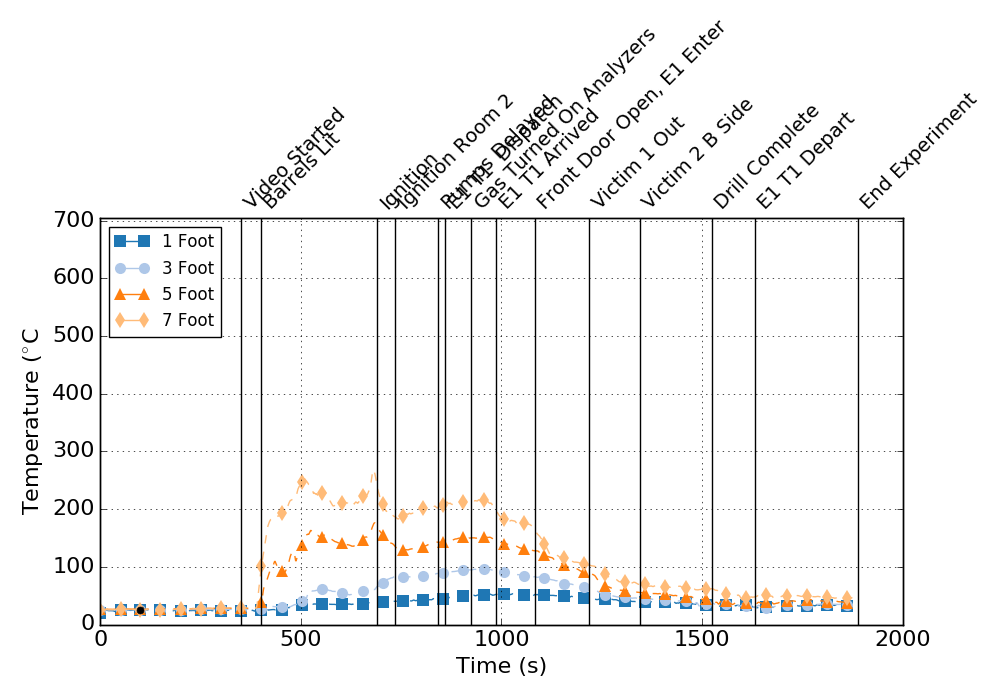 Video Started
Barrels Lit
Ignition
Ignition Room 2
Pumps Delayed
E1 T1 Dispatch
Gas Turned On Analyzers
E1 T1 Arrived
Front Door Open, E1 Enter
Victim 1 Out
Victim 2 B Side
Drill Complete
E1 T1 Depart
End Experiment
700
600
500
400
300
200
100
0
Temperature (°C
1 Foot
3 Foot
5 Foot
7 Foot
0 500 1000 1500 2000
Time (s)